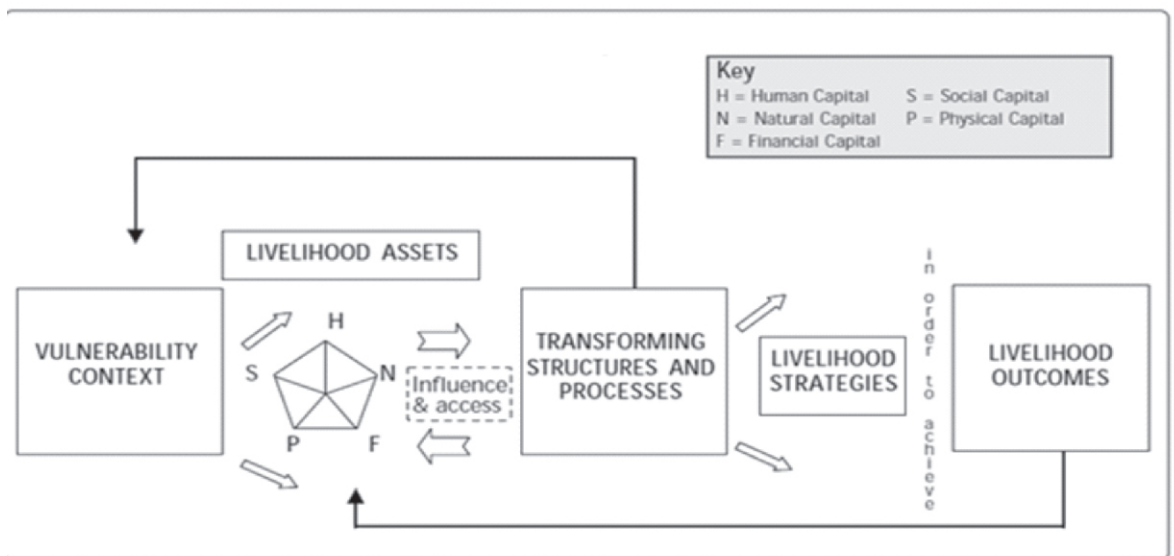 Key
H = Human Capital S = Social Capital
N = Natural Capital P = Physical Capital
F = Financial Capital
LIVELIHOOD ASSETS
VULNERABILITY
CONTEXT
H
S
N
P
F
Influence
& access
TRANSFORMING
STRUCTURES AND
PROCESSES
LIVELIHOOD
STRATEGIES
in order to achieve
LIVELIHOOD
OUTCOMES